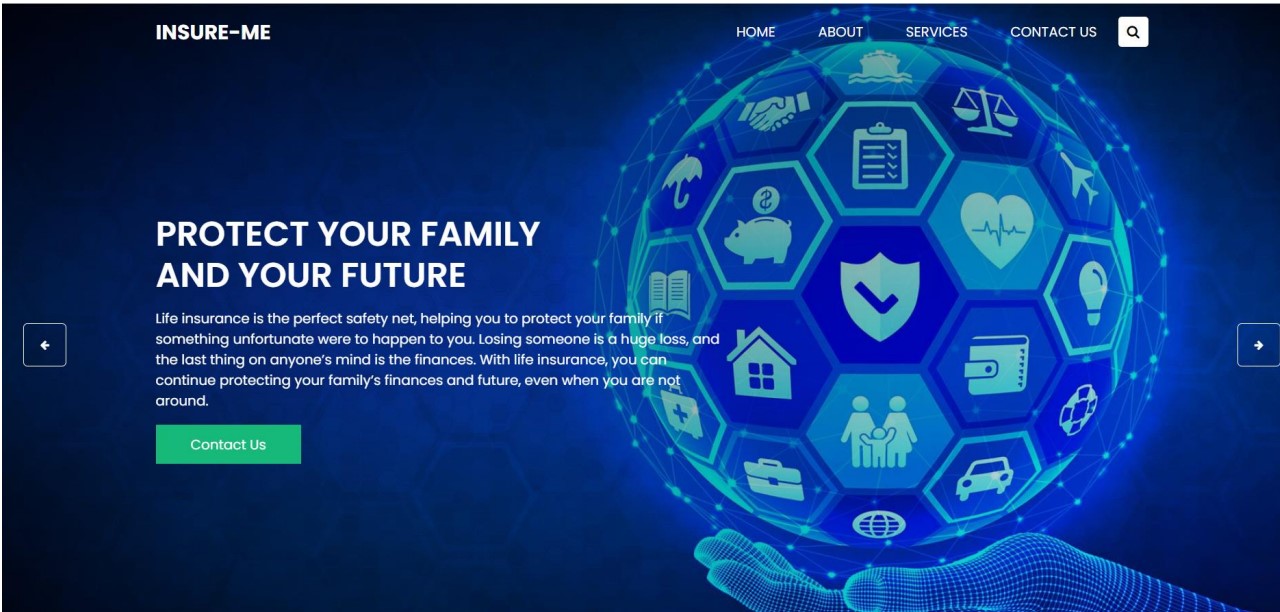 INSURE-ME
HOME ABOUT SERVICES CONTACT US
PROTECT YOUR FAMILY
AND YOUR FUTURE
Life insurance is the perfect safety net, helping you to protect your family if
something unfortunate were to happen to you. Losing someone is a huge loss, and
the last thing on anyone’s mind is the finances. With life insurance, you can
continue protecting your family’s finances and future, even when you are not
around.
Contact Us